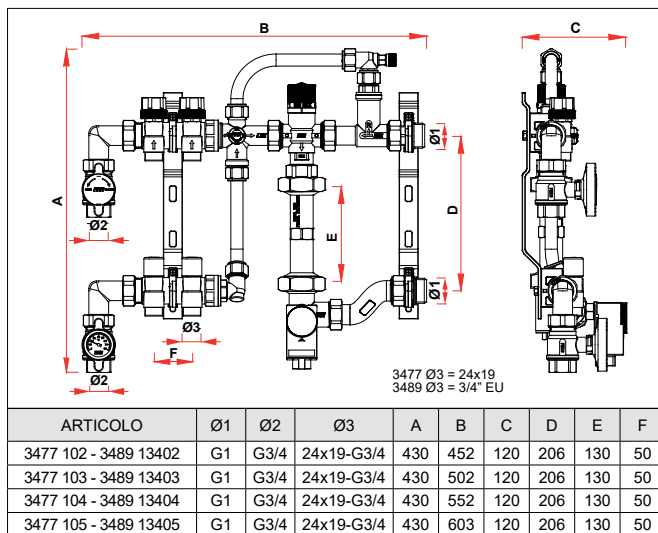 B
C
A
Ø1
D
E
Ø2
Ø1
Ø3
F
Ø2
3477 Ø3 = 24x19
3489 Ø3 = 3/4" EU
ARTICOLO Ø1 Ø2 Ø3 A B C D E F
3477 102 - 3489 13402 G1 G3/4 24x19-G3/4 430 452 120 206 130 50
3477 103 - 3489 13403 G1 G3/4 24x19-G3/4 430 502 120 206 130 50
3477 104 - 3489 13404 G1 G3/4 24x19-G3/4 430 552 120 206 130 50
3477 105 - 3489 13405 G1 G3/4 24x19-G3/4 430 603 120 206 130 50